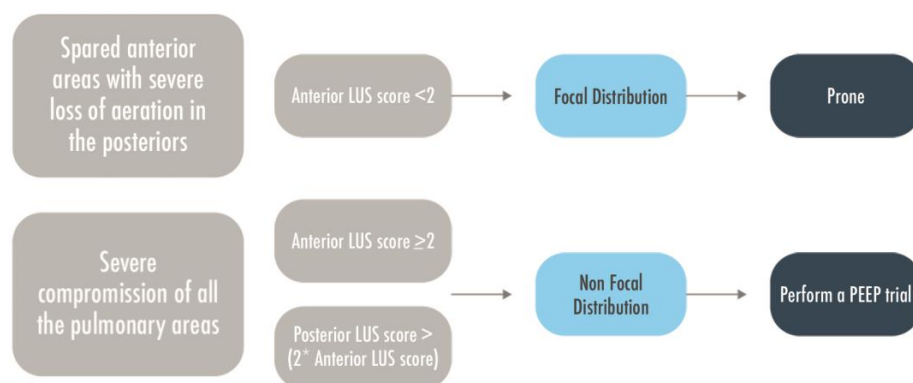 Spared anterior
areas with severe
loss of aeration in
the posteriors
Anterior LUS score <2
Focal Distribution
Prone
Severe
compromission of all
the pulmonary areas
Anterior LUS score ≥2
Posterior LUS score >
(2* Anterior LUS score)
Non Focal
Distribution
Perform a PEEP trial